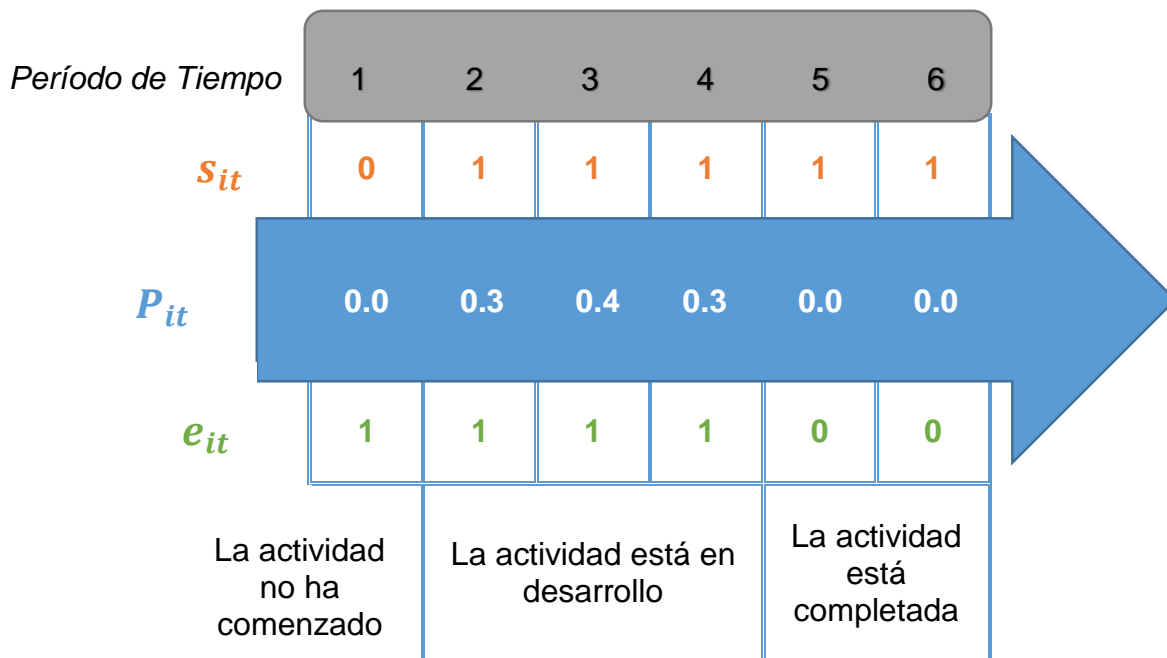 Período de Tiempo 1 2 3 4 5 6
s_it 0 1 1 1 1 1
P_it 0.0 0.3 0.4 0.3 0.0 0.0
e_it 1 1 1 1 0 0
La actividad
no ha
comenzado
La actividad está en
desarrollo
La actividad
está
completada